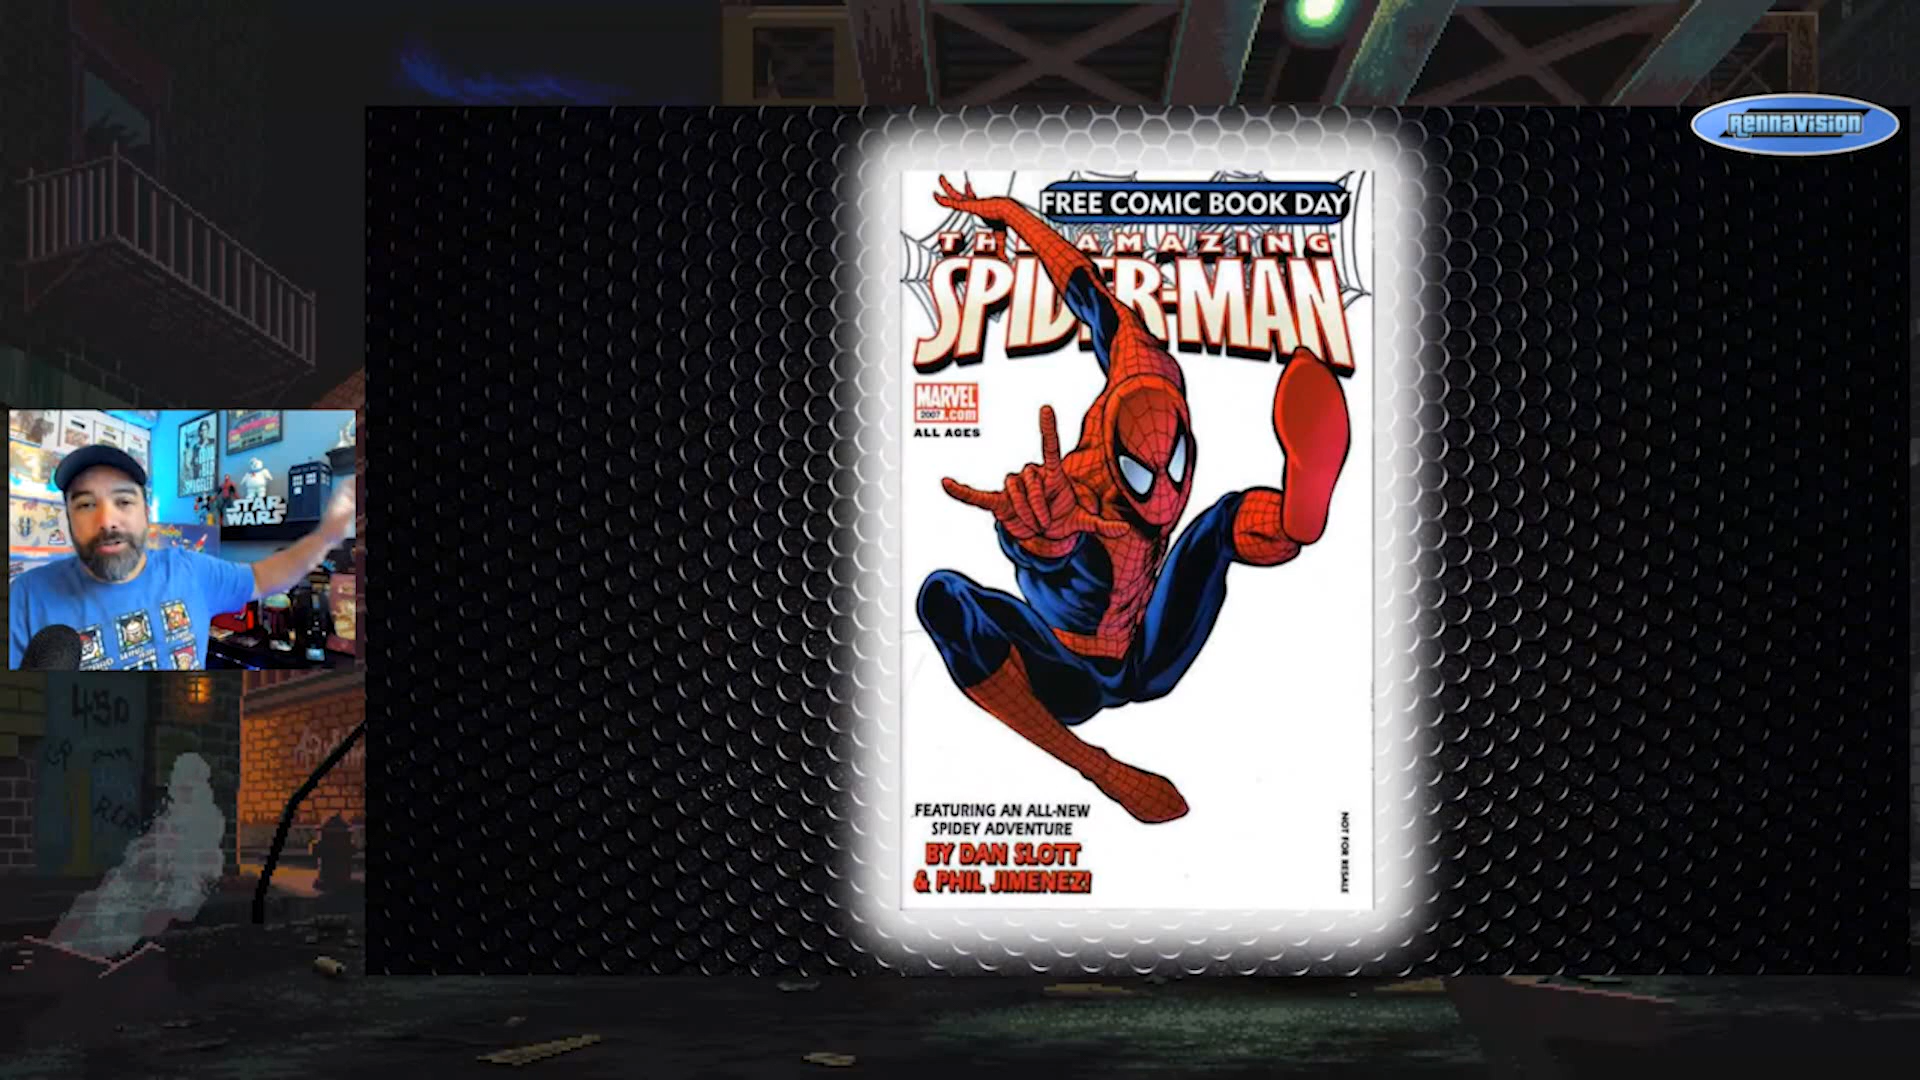 RennaVision
FREE COMIC BOOK DAY
THE AMAZING
SPIDER-MAN
MARVEL
2007 .com
ALL AGES
STAR
WARS
FEATURING AN ALL-NEW
SPIDEY ADVENTURE
BY DAN SLOTT
& PHIL JIMENEZ!
NOT FOR RESALE